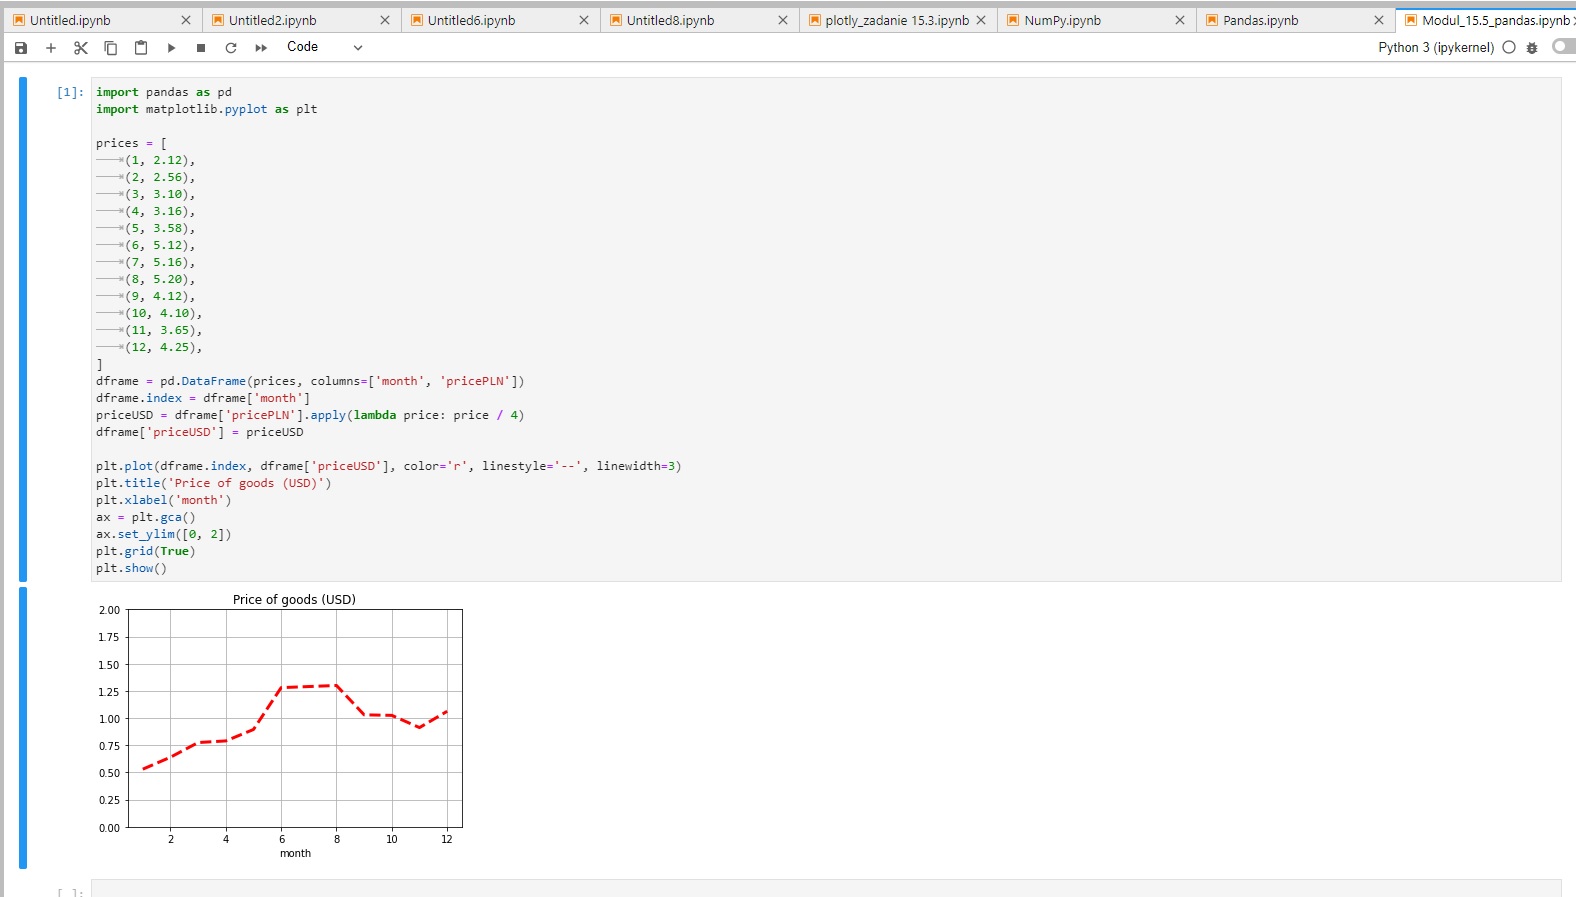 Untitled.ipynb Untitled2.ipynb Untitled6.ipynb Untitled8.ipynb plotly_zadanie 15.3.ipynb NumPy.ipynb Pandas.ipynb Modul_15.5_pandas.ipynb
Code Python 3 (ipykernel)
[1]: import pandas as pd
import matplotlib.pyplot as plt
prices = [
(1, 2.12),
(2, 2.56),
(3, 3.10),
(4, 3.16),
(5, 3.58),
(6, 5.12),
(7, 5.16),
(8, 5.20),
(9, 4.12),
(10, 4.10),
(11, 3.65),
(12, 4.25),
]
dframe = pd.DataFrame(prices, columns=['month', 'pricePLN'])
dframe.index = dframe['month']
priceUSD = dframe['pricePLN'].apply(lambda price: price / 4)
dframe['priceUSD'] = priceUSD
plt.plot(dframe.index, dframe['priceUSD'], color='r', linestyle='--', linewidth=3)
plt.title('Price of goods (USD)')
plt.xlabel('month')
ax = plt.gca()
ax.set_ylim([0, 2])
plt.grid(True)
plt.show()
Price of goods (USD)
2.00
1.75
1.50
1.25
1.00
0.75
0.50
0.25
0.00
2 4 6 8 10 12
month
[ ]: